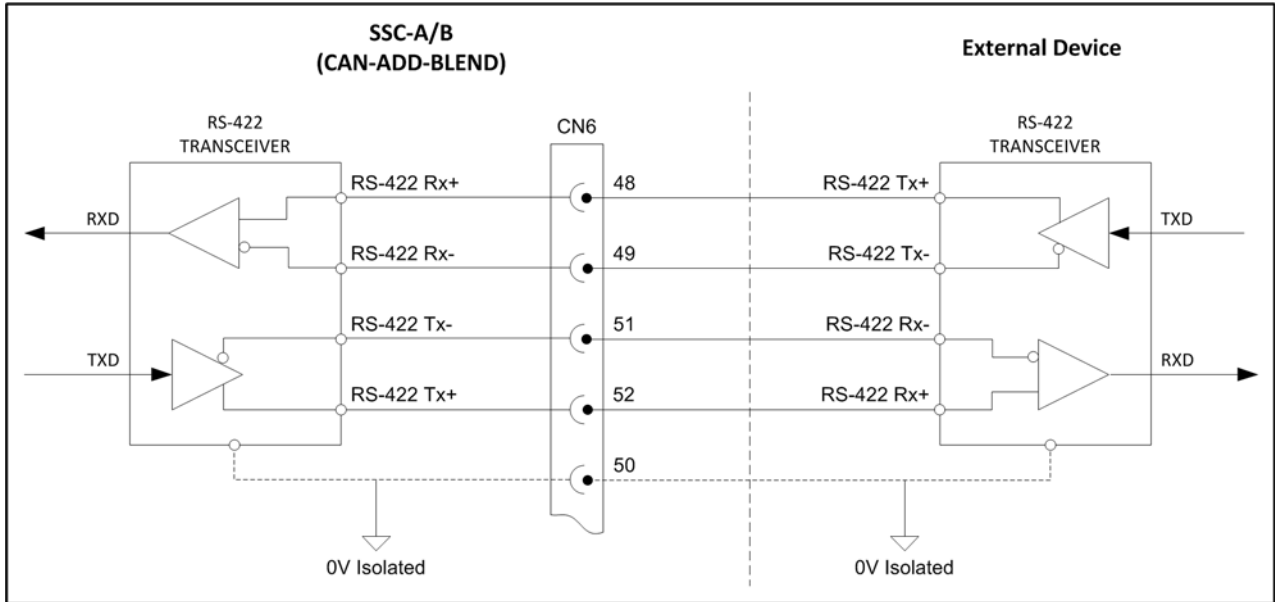 SSC-A/B
(CAN-ADD-BLEND)
External Device
RS-422
TRANSCEIVER
CN6
RS-422
TRANSCEIVER
RS-422 Rx+
48
RS-422 Tx+
RXD
TXD
RS-422 Rx-
49
RS-422 Tx-
RS-422 Tx-
51
RS-422 Rx-
TXD
RXD
RS-422 Tx+
52
RS-422 Rx+
50
0V Isolated
0V Isolated